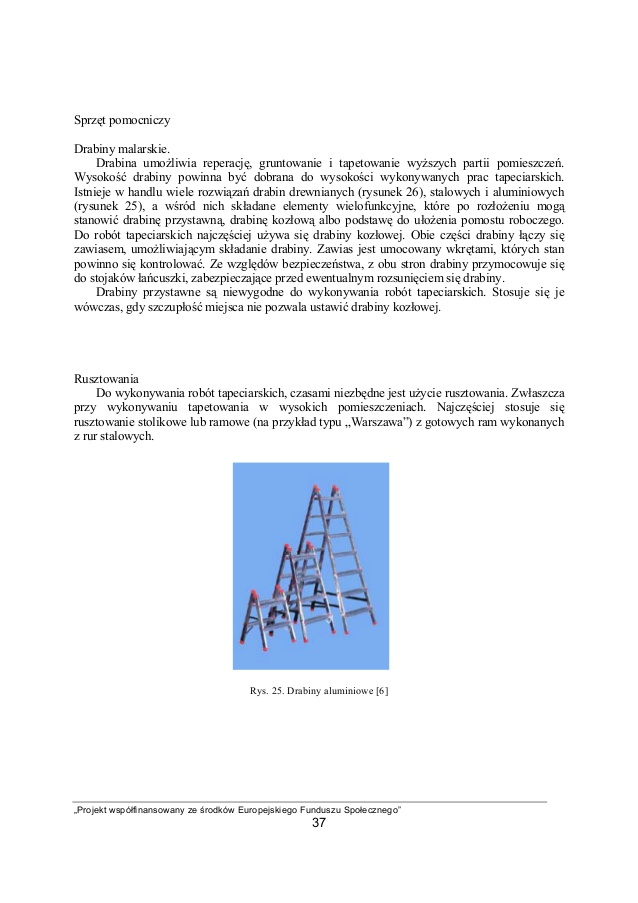 Sprzęt pomocniczy
Drabiny malarskie.
Drabina umożliwia reperację, gruntowanie i tapetowanie wyższych partii pomieszczeń.
Wysokość drabiny powinna być dobrana do wysokości wykonywanych prac tapeciarskich.
Istnieje w handlu wiele rozwiązań drabin drewnianych (rysunek 26), stalowych i aluminiowych
(rysunek 25), a wśród nich składane elementy wielofunkcyjne, które po rozłożeniu mogą
stanowić drabinę przystawną, drabinę kozłową albo podstawę do ułożenia pomostu roboczego.
Do robót tapeciarskich najczęściej używa się drabiny kozłowej. Obie części drabiny łączy się
zawiasem, umożliwiającym składanie drabiny. Zawias jest umocowany wkrętami, których stan
powinno się kontrolować. Ze względów bezpieczeństwa, z obu stron drabiny przymocowuje się
do stojaków łańcuszki, zabezpieczające przed ewentualnym rozsunięciem się drabiny.
Drabiny przystawne są niewygodne do wykonywania robót tapeciarskich. Stosuje się je
wówczas, gdy szczupłość miejsca nie pozwala ustawić drabiny kozłowej.
Rusztowania
Do wykonywania robót tapeciarskich, czasami niezbędne jest użycie rusztowania. Zwłaszcza
przy wykonywaniu tapetowania w wysokich pomieszczeniach. Najczęściej stosuje się
rusztowanie stolikowe lub ramowe (na przykład typu „Warszawa”) z gotowych ram wykonanych
z rur stalowych.
Rys. 25. Drabiny aluminiowe [6]
„Projekt współfinansowany ze środków Europejskiego Funduszu Społecznego”
37